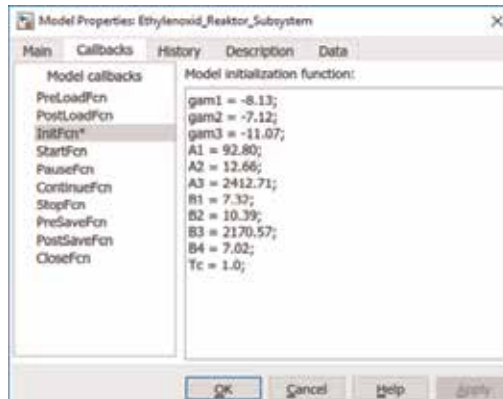 Model Properties: Ethylenoxid_Reaktor_Subsystem
Main Callbacks History Description Data
Model callbacks
PreLoadFcn
PostLoadFcn
InitFcn*
StartFcn
PauseFcn
ContinueFcn
StopFcn
PreSaveFcn
PostSaveFcn
CloseFcn
Model initialization function:
gam1 = -8.13;
gam2 = -7.12;
gam3 = -11.07;
A1 = 92.80;
A2 = 12.66;
A3 = 2412.71;
B1 = 7.32;
B2 = 10.39;
B3 = 2170.57;
B4 = 7.02;
Tc = 1.0;
OK Cancel Help Apply